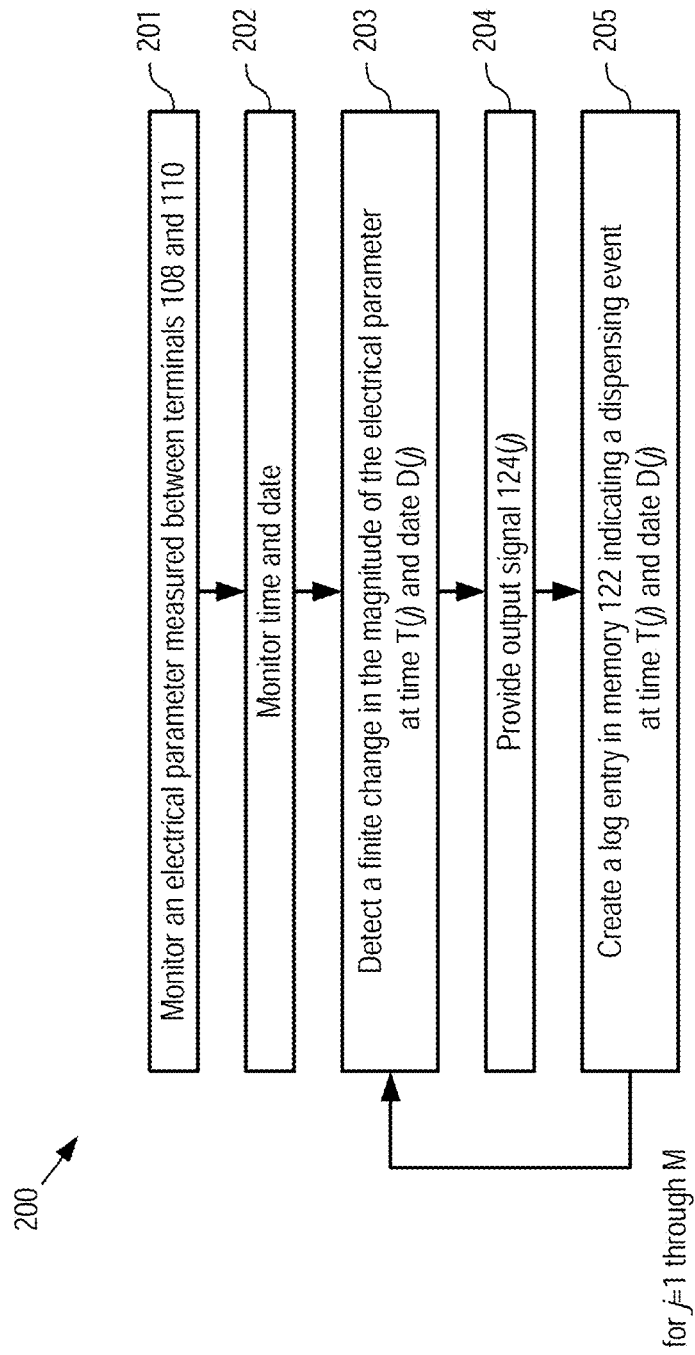 200
Monitor an electrical parameter measured between terminals 108 and 110
201
Monitor time and date
202
Detect a finite change in the magnitude of the electrical parameter
at time T(j) and date D(j)
203
Provide output signal 124(j)
204
Create a log entry in memory 122 indicating a dispensing event
at time T(j) and date D(j)
205
for j=1 through M